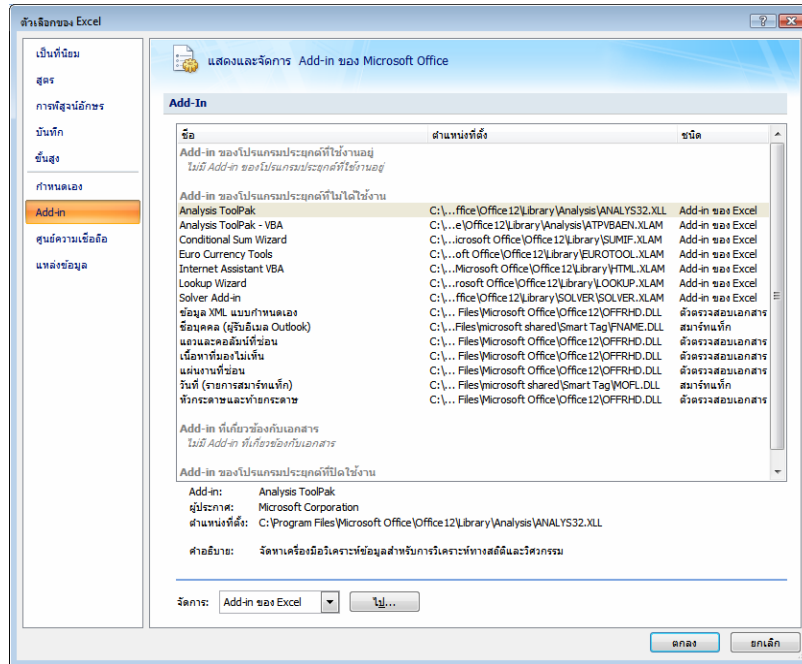 ตัวเลือกของ Excel
เป็นที่นิยม
สูตร
การพิสูจน์อักษร
บันทึก
ขั้นสูง
กำหนดเอง
Add-in
ศูนย์ความเชื่อถือ
แหล่งข้อมูล
แสดงและจัดการ Add-in ของ Microsoft Office
Add-In
ชื่อ ตำแหน่งที่ตั้ง ชนิด
Add-in ของโปรแกรมประยุกต์ที่ใช้งานอยู่
ไม่มี Add-in ของโปรแกรมประยุกต์ที่ใช้งานอยู่
Add-in ของโปรแกรมประยุกต์ที่ไม่ได้ใช้งาน
Analysis ToolPak C:\...ffice\Office12\Library\Analysis\ANALYS32.XLL Add-in ของ Excel
Analysis ToolPak - VBA C:\...e\Office12\Library\Analysis\ATPVBAEN.XLAM Add-in ของ Excel
Conditional Sum Wizard C:\...icrosoft Office\Office12\Library\SUMIF.XLAM Add-in ของ Excel
Euro Currency Tools C:\...oft Office\Office12\Library\EUROTOOL.XLAM Add-in ของ Excel
Internet Assistant VBA C:\...Microsoft Office\Office12\Library\HTML.XLAM Add-in ของ Excel
Lookup Wizard C:\...rosoft Office\Office12\Library\LOOKUP.XLAM Add-in ของ Excel
Solver Add-in C:\...ffice\Office12\Library\SOLVER\SOLVER.XLAM Add-in ของ Excel
ข้อมูล XML แบบกำหนดเอง C:\... Files\Microsoft Office\Office12\OFFRHD.DLL ตัวตรวจสอบเอกสาร
ชื่อบุคคล (ผู้รับอีเมล Outlook) C:\...Files\microsoft shared\Smart Tag\FNAME.DLL สมาร์ทแท็ก
แถวและคอลัมน์ที่ซ่อน C:\... Files\Microsoft Office\Office12\OFFRHD.DLL ตัวตรวจสอบเอกสาร
เนื้อหาที่มองไม่เห็น C:\... Files\Microsoft Office\Office12\OFFRHD.DLL ตัวตรวจสอบเอกสาร
แผ่นงานที่ซ่อน C:\... Files\Microsoft Office\Office12\OFFRHD.DLL ตัวตรวจสอบเอกสาร
วันที่ (รายการสมาร์ทแท็ก) C:\... Files\microsoft shared\Smart Tag\MOFL.DLL สมาร์ทแท็ก
หัวกระดาษและท้ายกระดาษ C:\... Files\Microsoft Office\Office12\OFFRHD.DLL ตัวตรวจสอบเอกสาร
Add-in ที่เกี่ยวข้องกับเอกสาร
ไม่มี Add-in ที่เกี่ยวข้องกับเอกสาร
Add-in ของโปรแกรมประยุกต์ที่ปิดใช้งาน
Add-in: Analysis ToolPak
ผู้ประกาศ: Microsoft Corporation
ตำแหน่งที่ตั้ง: C:\Program Files\Microsoft Office\Office12\Library\Analysis\ANALYS32.XLL
คำอธิบาย: จัดหาเครื่องมือวิเคราะห์ข้อมูลสำหรับการวิเคราะห์ทางสถิติและวิศวกรรม
จัดการ: Add-in ของ Excel ไป...
ตกลง ยกเลิก